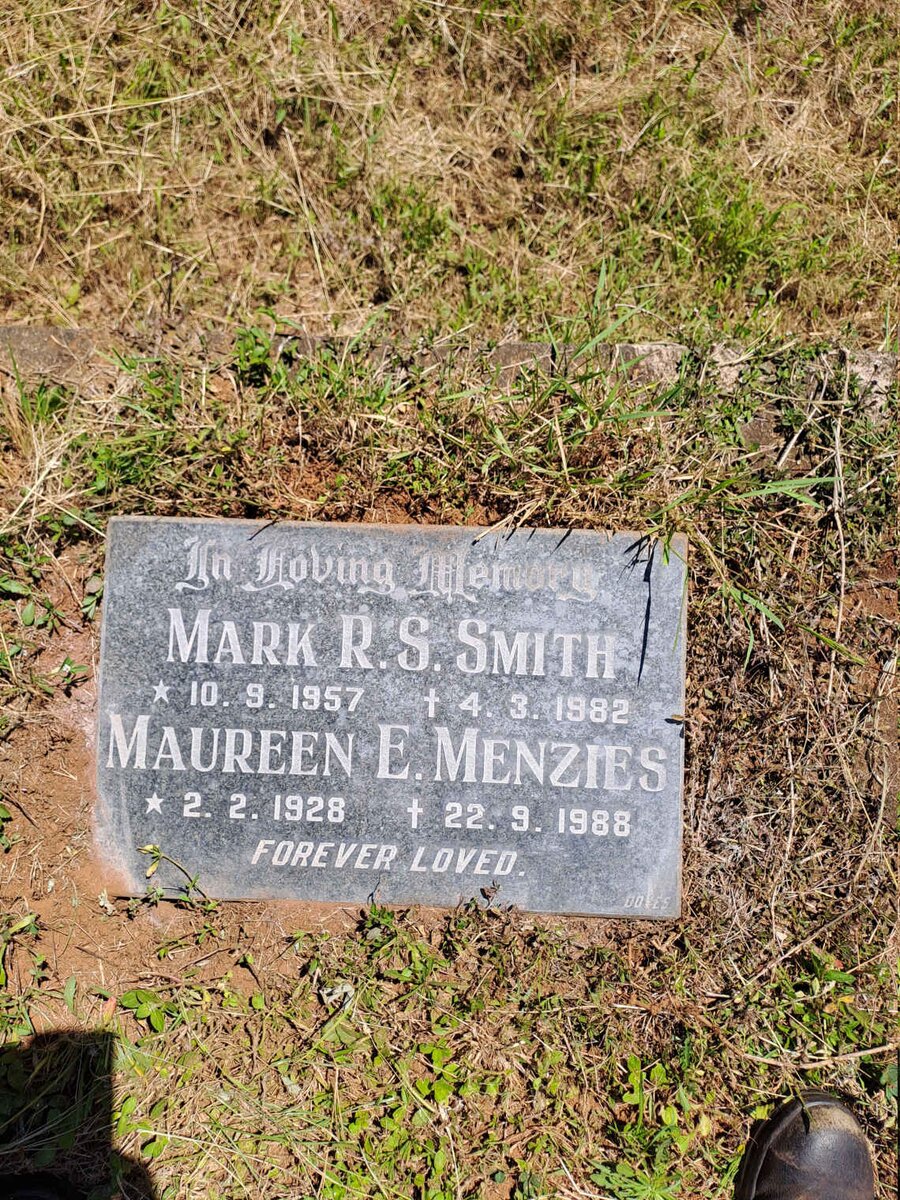 In Loving Memory
MARK R. S. SMITH
★ 10. 9. 1957 † 4. 3. 1982
MAUREEN E. MENZIES
★ 2. 2. 1928 † 22. 9. 1988
FOREVER LOVED.
DOVES